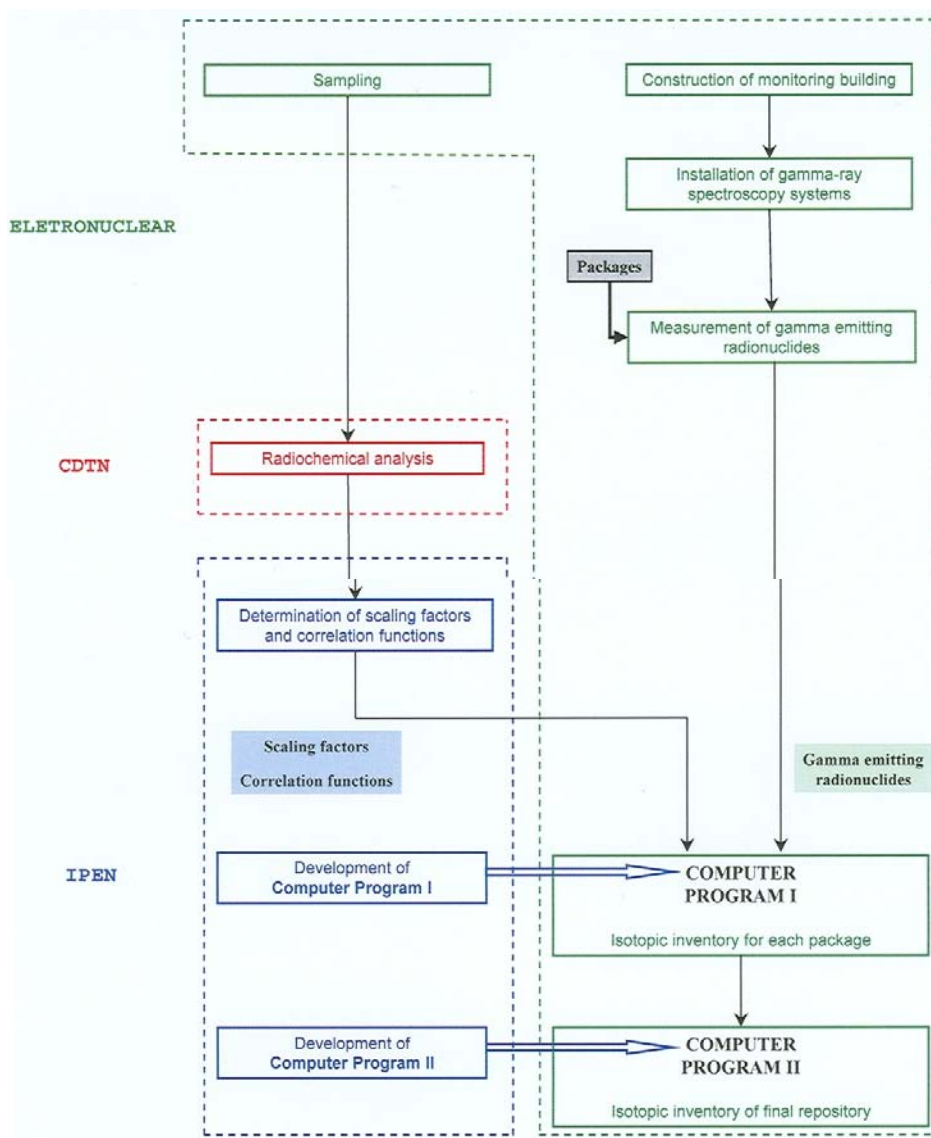 Sampling
Construction of monitoring building
Installation of gamma-ray
spectroscopy systems
ELETRONUCLEAR
Packages
Measurement of gamma emitting
radionuclides
CDTN
Radiochemical analysis
Determination of scaling factors
and correlation functions
Scaling factors
Correlation functions
Gamma emitting
radionuclides
IPEN
Development of
Computer Program I
COMPUTER
PROGRAM I
Isotopic inventory for each package
Development of
Computer Program II
COMPUTER
PROGRAM II
Isotopic inventory of final repository